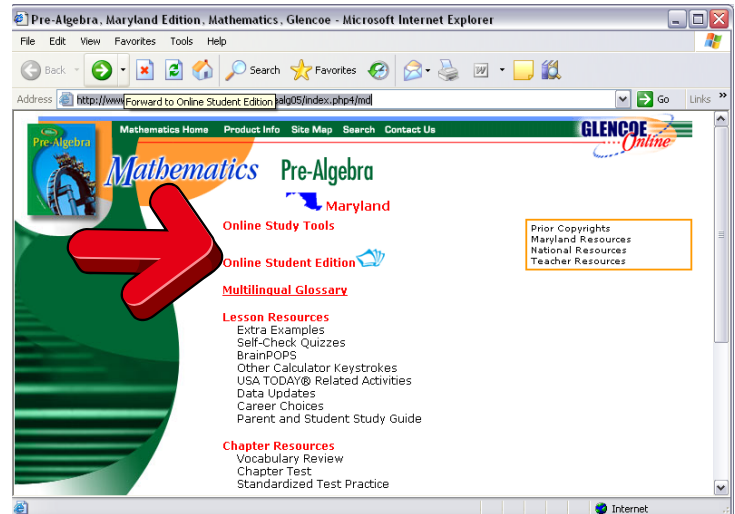 Pre-Algebra, Maryland Edition, Mathematics, Glencoe - Microsoft Internet Explorer
File Edit View Favorites Tools Help
Back Search Favorites
Address http://www Forward to Online Student Edition ealg05/index.php4/md Go Links »
Mathematics Home Product Info Site Map Search Contact Us
GLENCOE Online
Pre-Algebra
Mathematics Pre-Algebra
Maryland
Online Study Tools
Prior Copyrights
Maryland Resources
National Resources
Teacher Resources
Online Student Edition
Multilingual Glossary
Lesson Resources
Extra Examples
Self-Check Quizzes
BrainPOPS
Other Calculator Keystrokes
USA TODAY® Related Activities
Data Updates
Career Choices
Parent and Student Study Guide
Chapter Resources
Vocabulary Review
Chapter Test
Standardized Test Practice
Internet